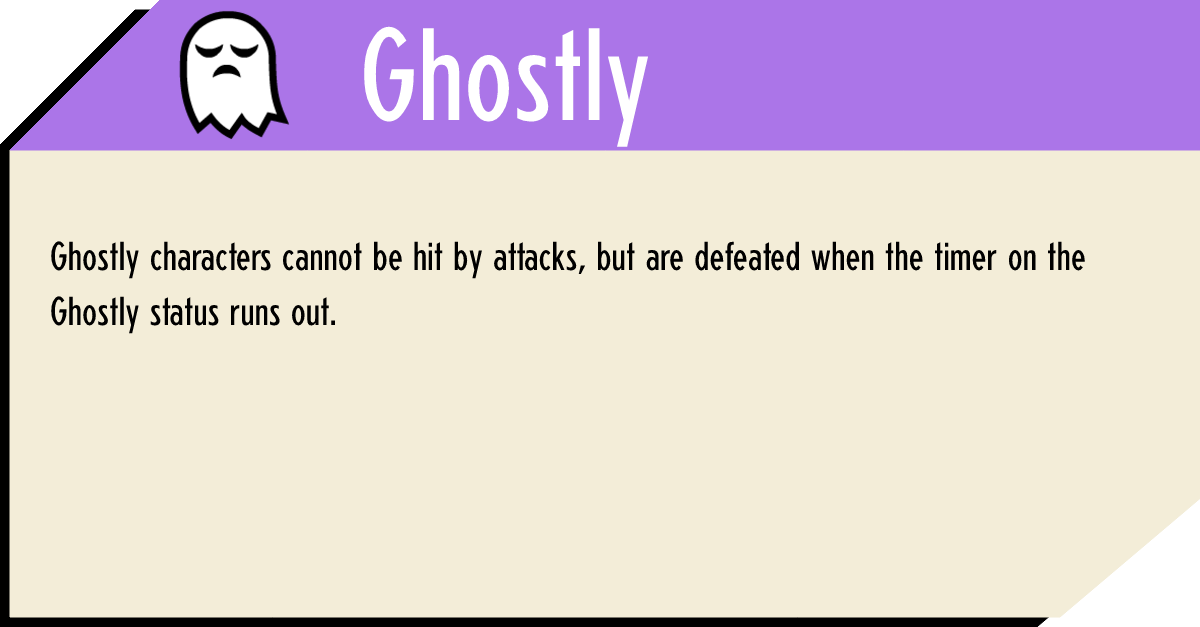 Ghostly
Ghostly characters cannot be hit by attacks, but are defeated when the timer on the
Ghostly status runs out.